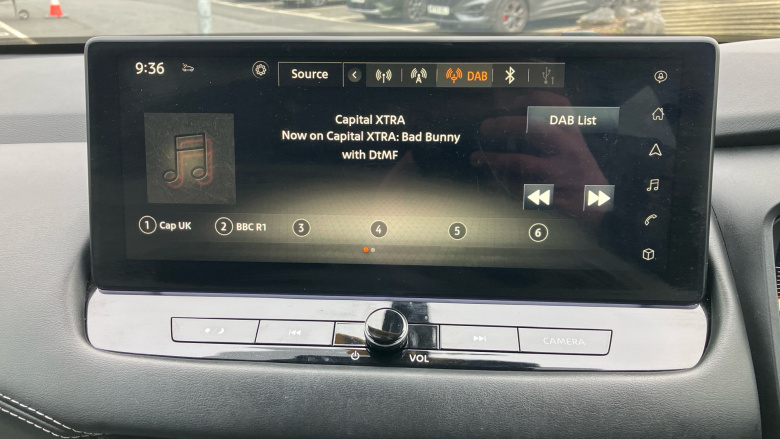 9:36
Source
DAB
Capital XTRA
Now on Capital XTRA: Bad Bunny
with DtMF
DAB List
1 Cap UK 2 BBC R1 3 4 5 6
VOL CAMERA